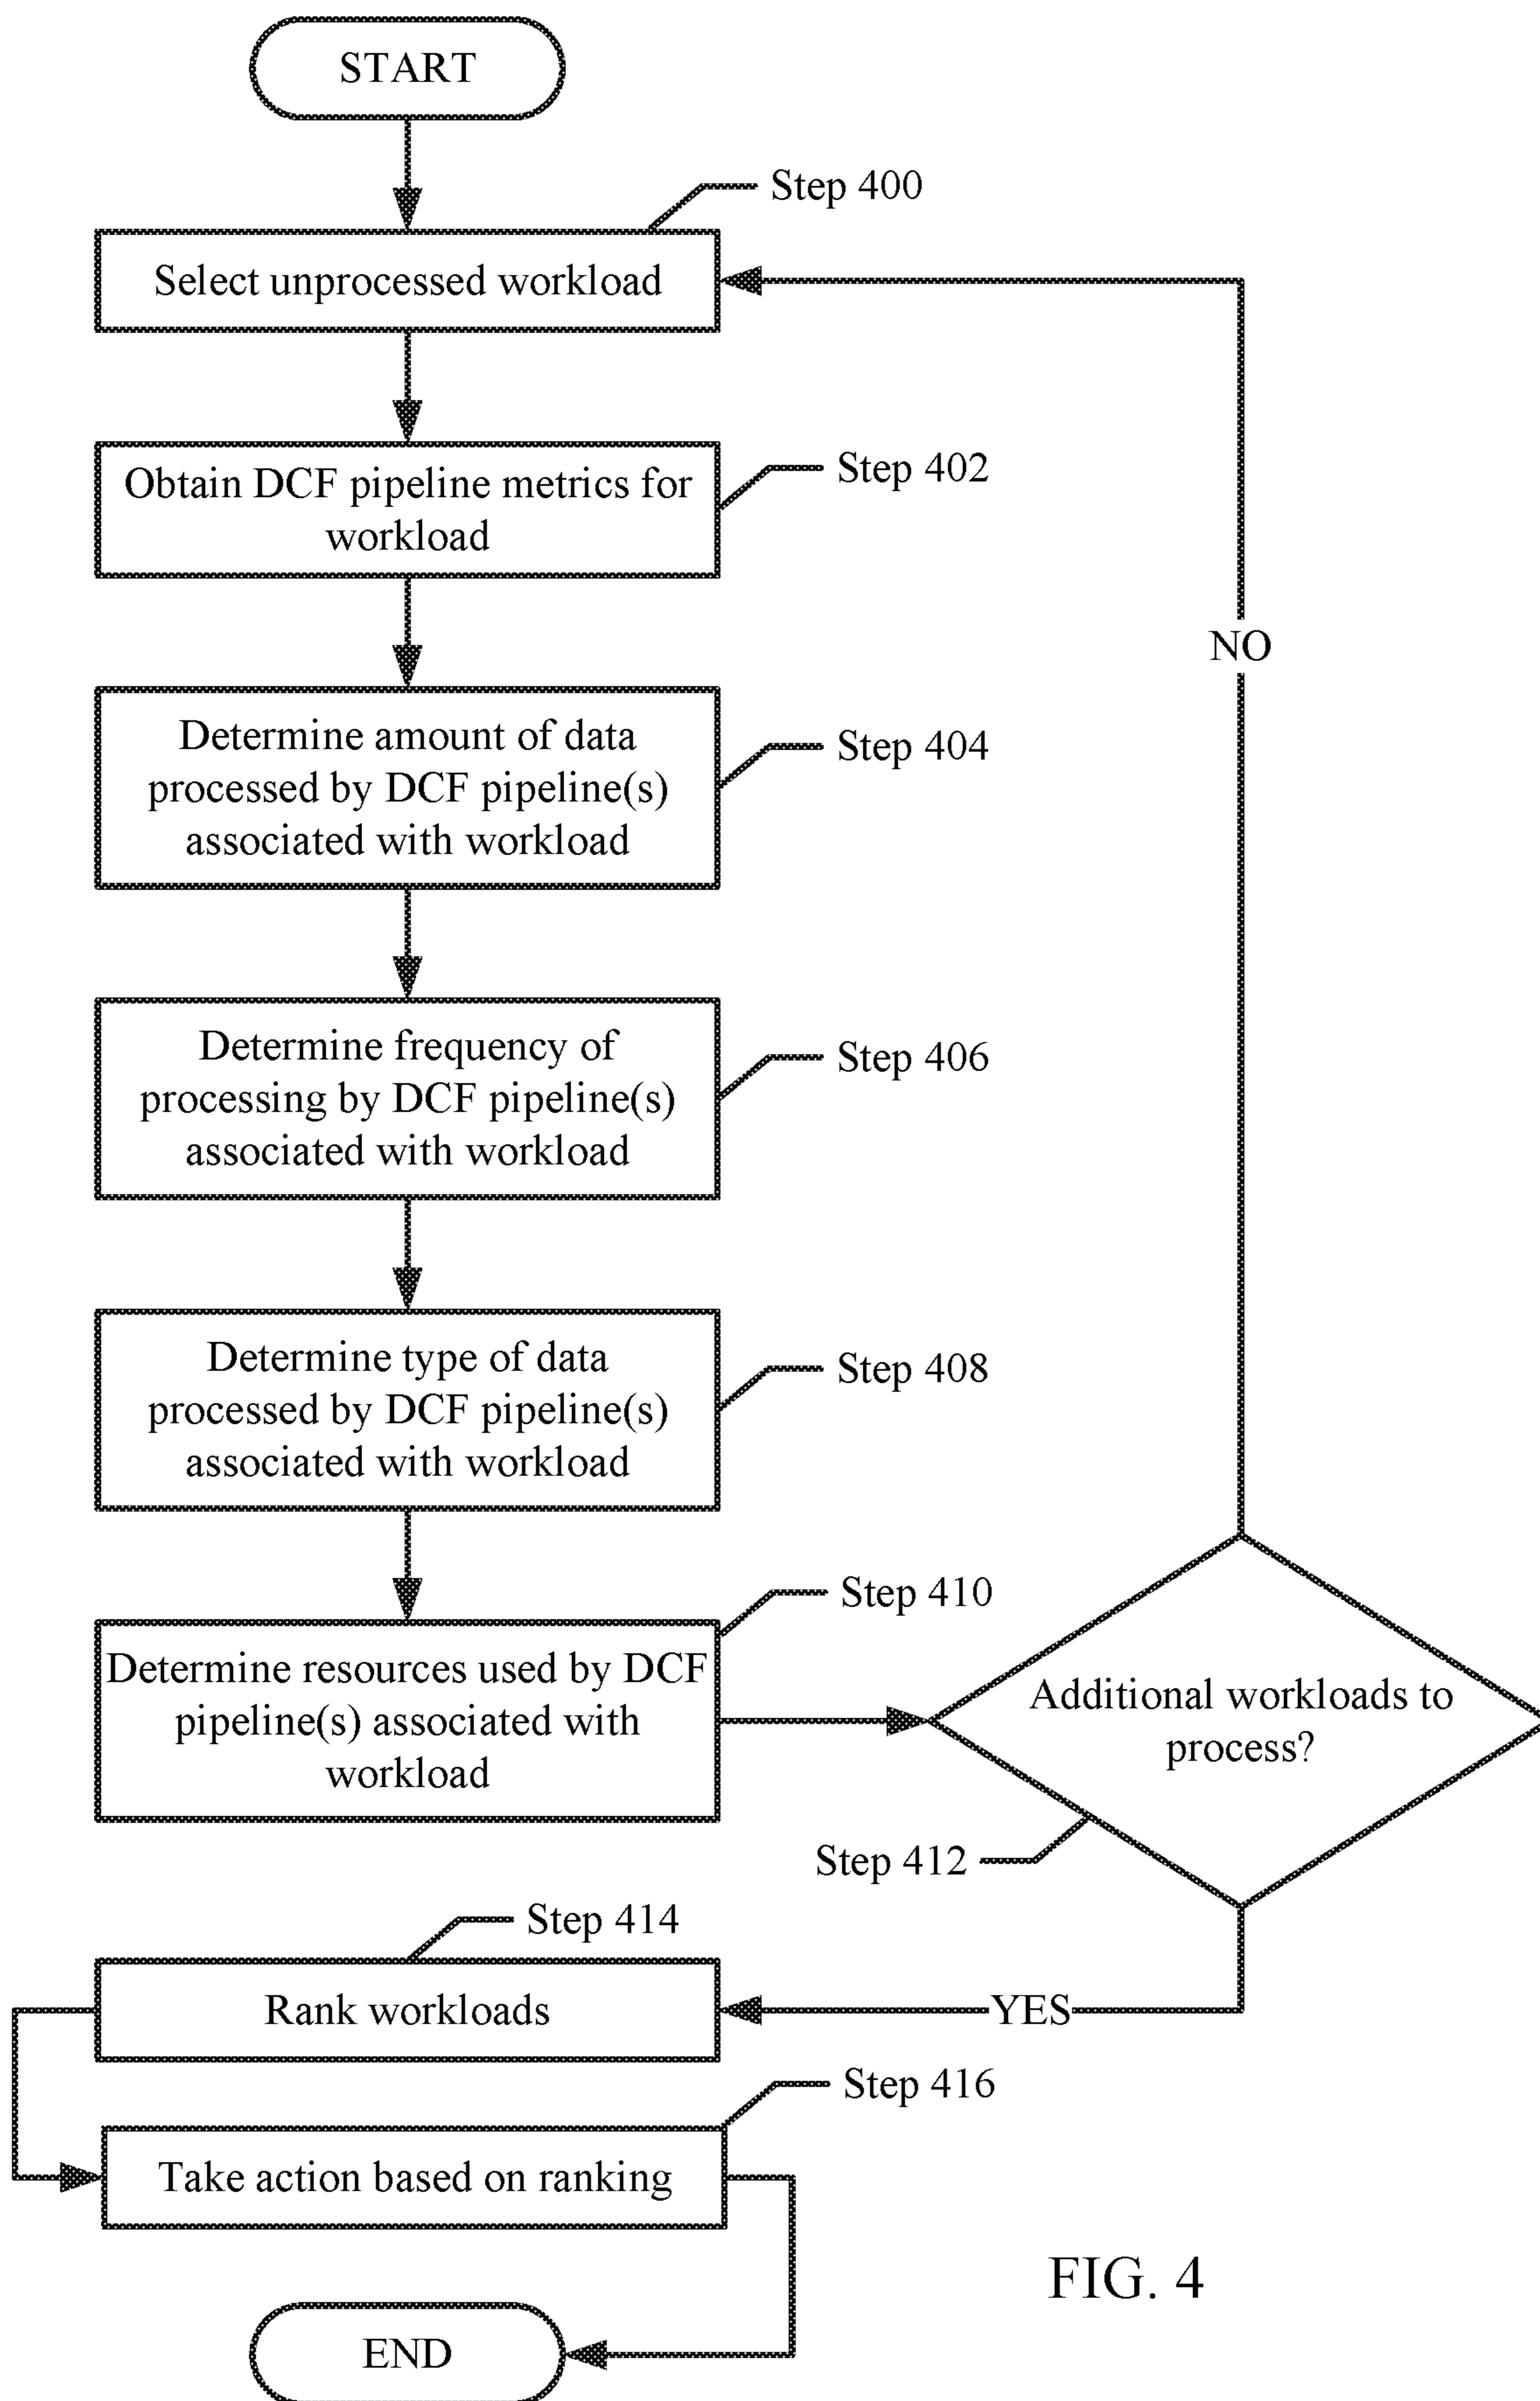 START
Step 400
Select unprocessed workload
Obtain DCF pipeline metrics for
workload
Step 402
NO
Determine amount of data
processed by DCF pipeline(s)
associated with workload
Step 404
Determine frequency of
processing by DCF pipeline(s)
associated with workload
Step 406
Determine type of data
processed by DCF pipeline(s)
associated with workload
Step 408
Step 410
Determine resources used by DCF
pipeline(s) associated with
workload
Additional workloads to
process?
Step 412
Step 414
Rank workloads
YES
Step 416
Take action based on ranking
FIG. 4
END